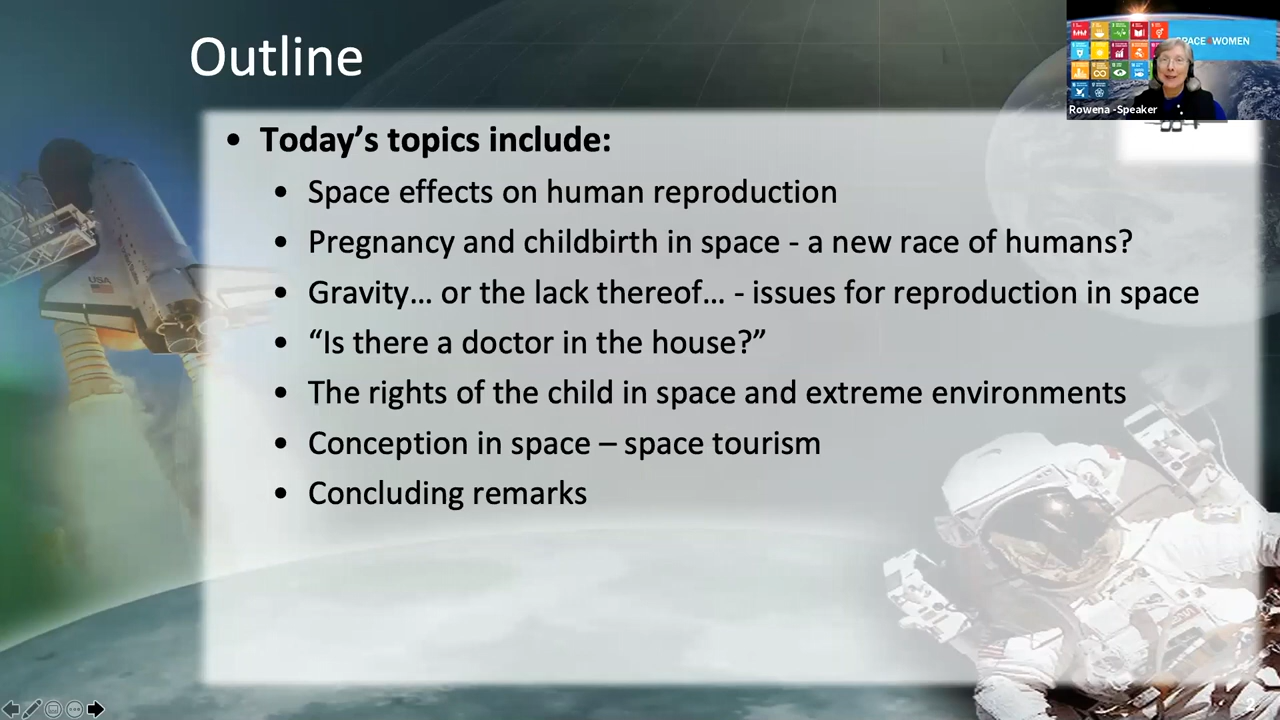 Outline
SPACE4WOMEN
Rowena -Speaker
• Today's topics include:
• Space effects on human reproduction
• Pregnancy and childbirth in space - a new race of humans?
• Gravity… or the lack thereof… - issues for reproduction in space
• “Is there a doctor in the house?”
• The rights of the child in space and extreme environments
• Conception in space – space tourism
• Concluding remarks
USA
2